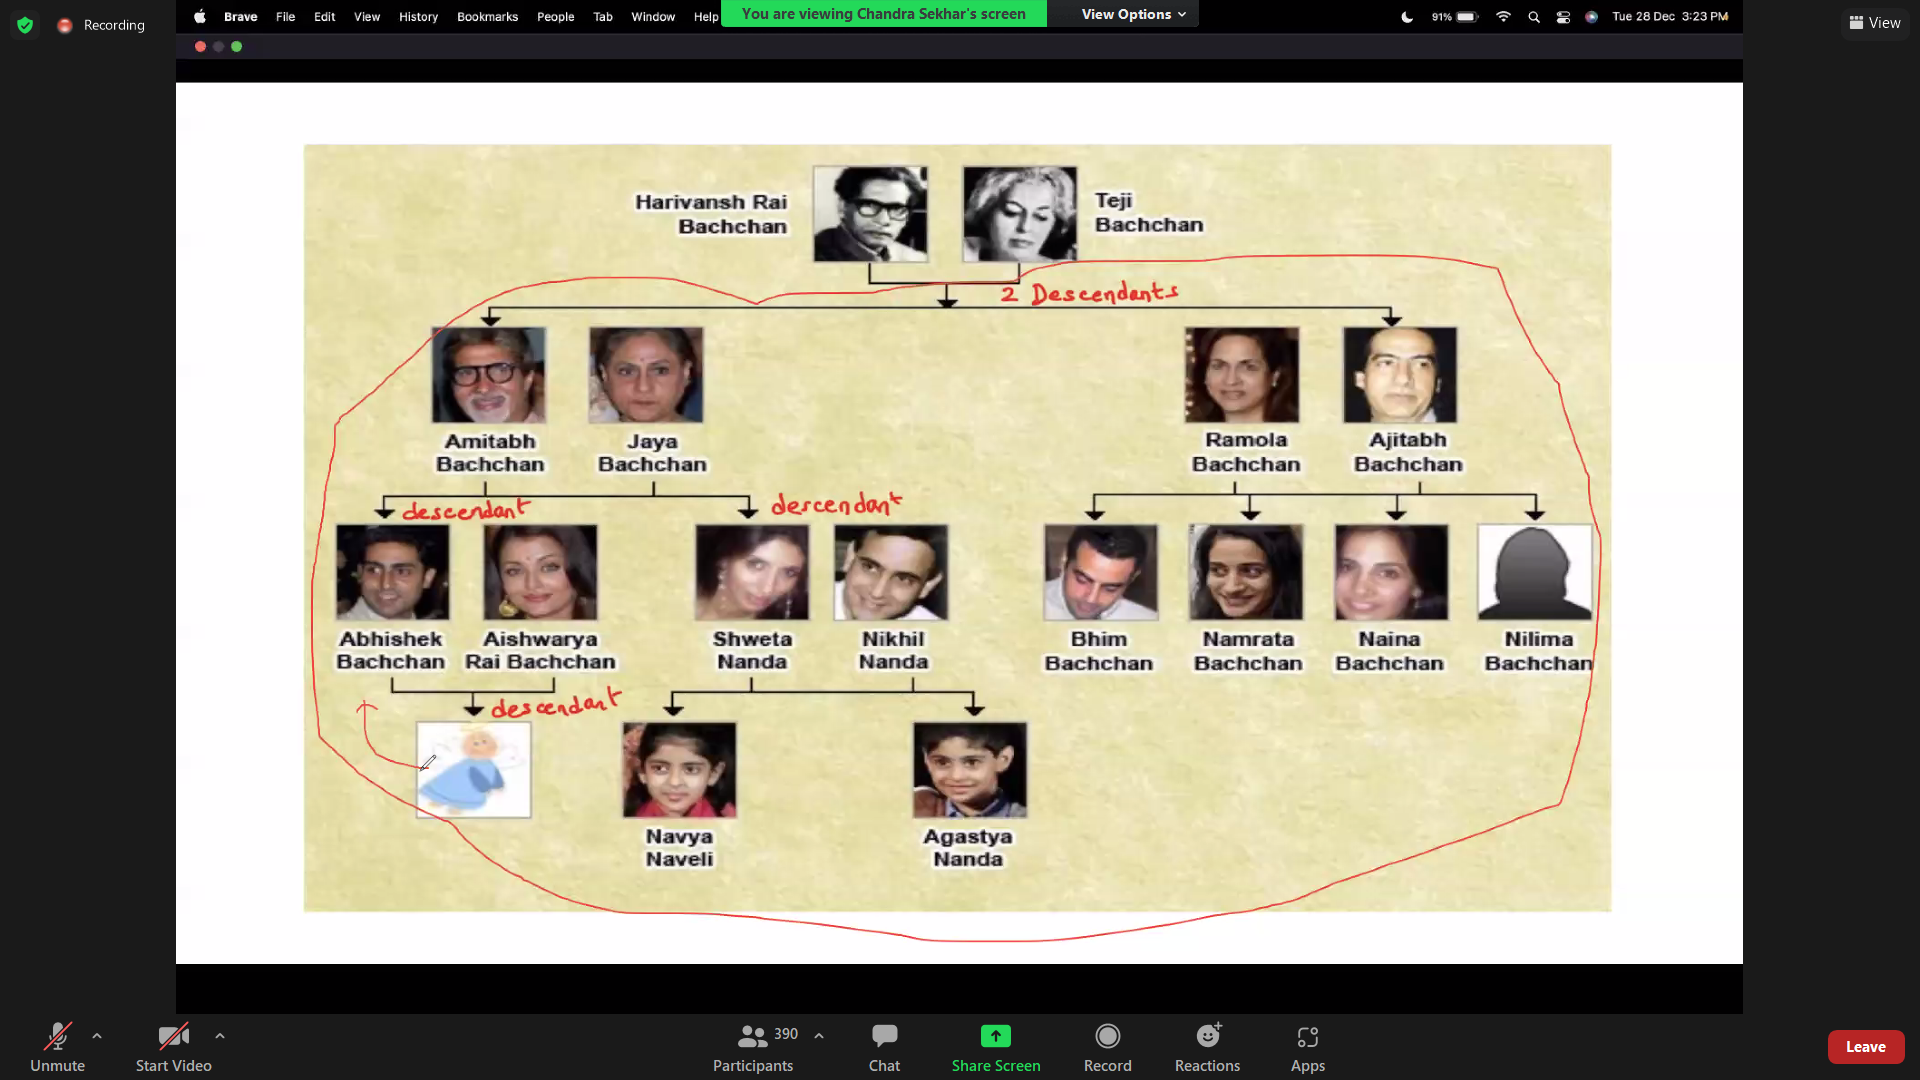 Brave File Edit View History Bookmarks People Tab Window Help
You are viewing Chandra Sekhar's screen View Options
91% Tue 28 Dec 3:23 PM
Recording
View
Harivansh Rai
Bachchan
Teji
Bachchan
2 Descendants
Amitabh
Bachchan
Jaya
Bachchan
Ramola
Bachchan
Ajitabh
Bachchan
descendant
descendant
Abhishek
Bachchan
Aishwarya
Rai Bachchan
Shweta
Nanda
Nikhil
Nanda
Bhim
Bachchan
Namrata
Bachchan
Naina
Bachchan
Nilima
Bachchan
descendant
Navya
Naveli
Agastya
Nanda
Unmute
Start Video
390
Participants
Chat
Share Screen
Record
Reactions
Apps
Leave